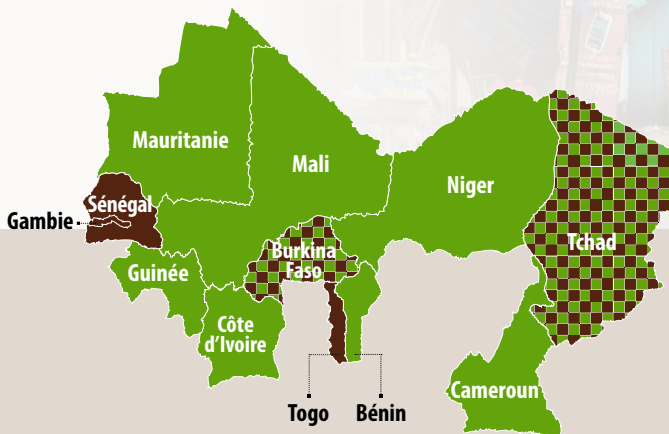 Mauritanie
Mali
Niger
Sénégal
Gambie
Tchad
Burkina
Faso
Guinée
Côte
d'Ivoire
Cameroun
Togo
Bénin